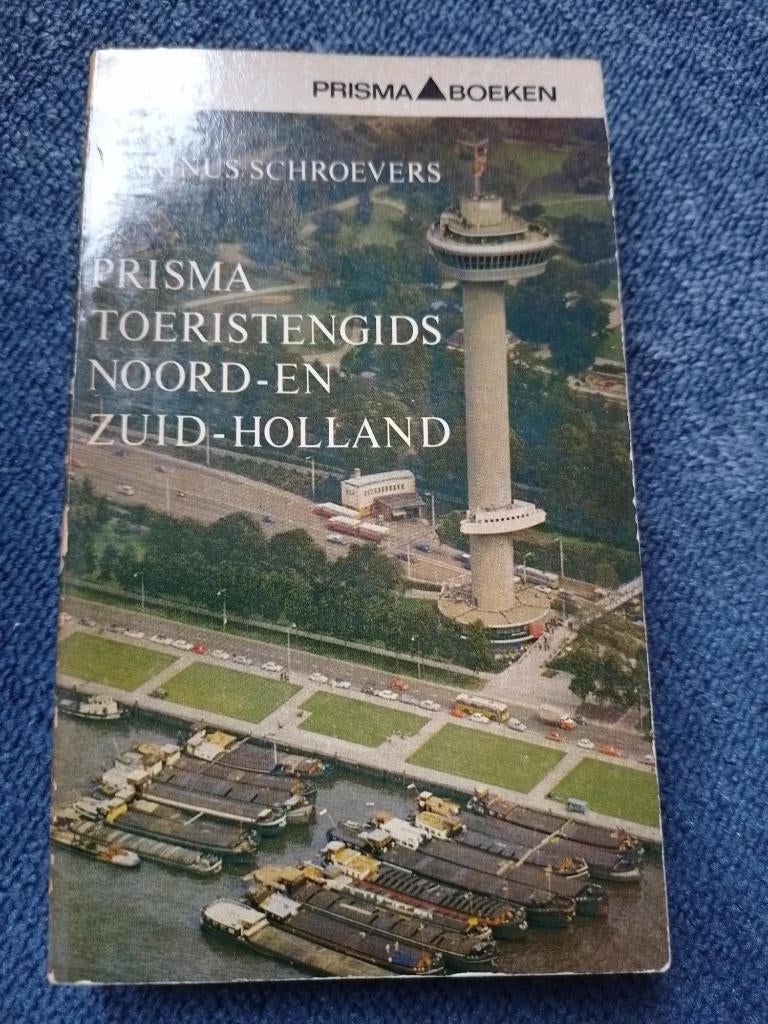 PRISMA BOEKEN
SCHROEVERS
PRISMA
TOERISTENGIDS
NOORD-EN
ZUID-HOLLAND